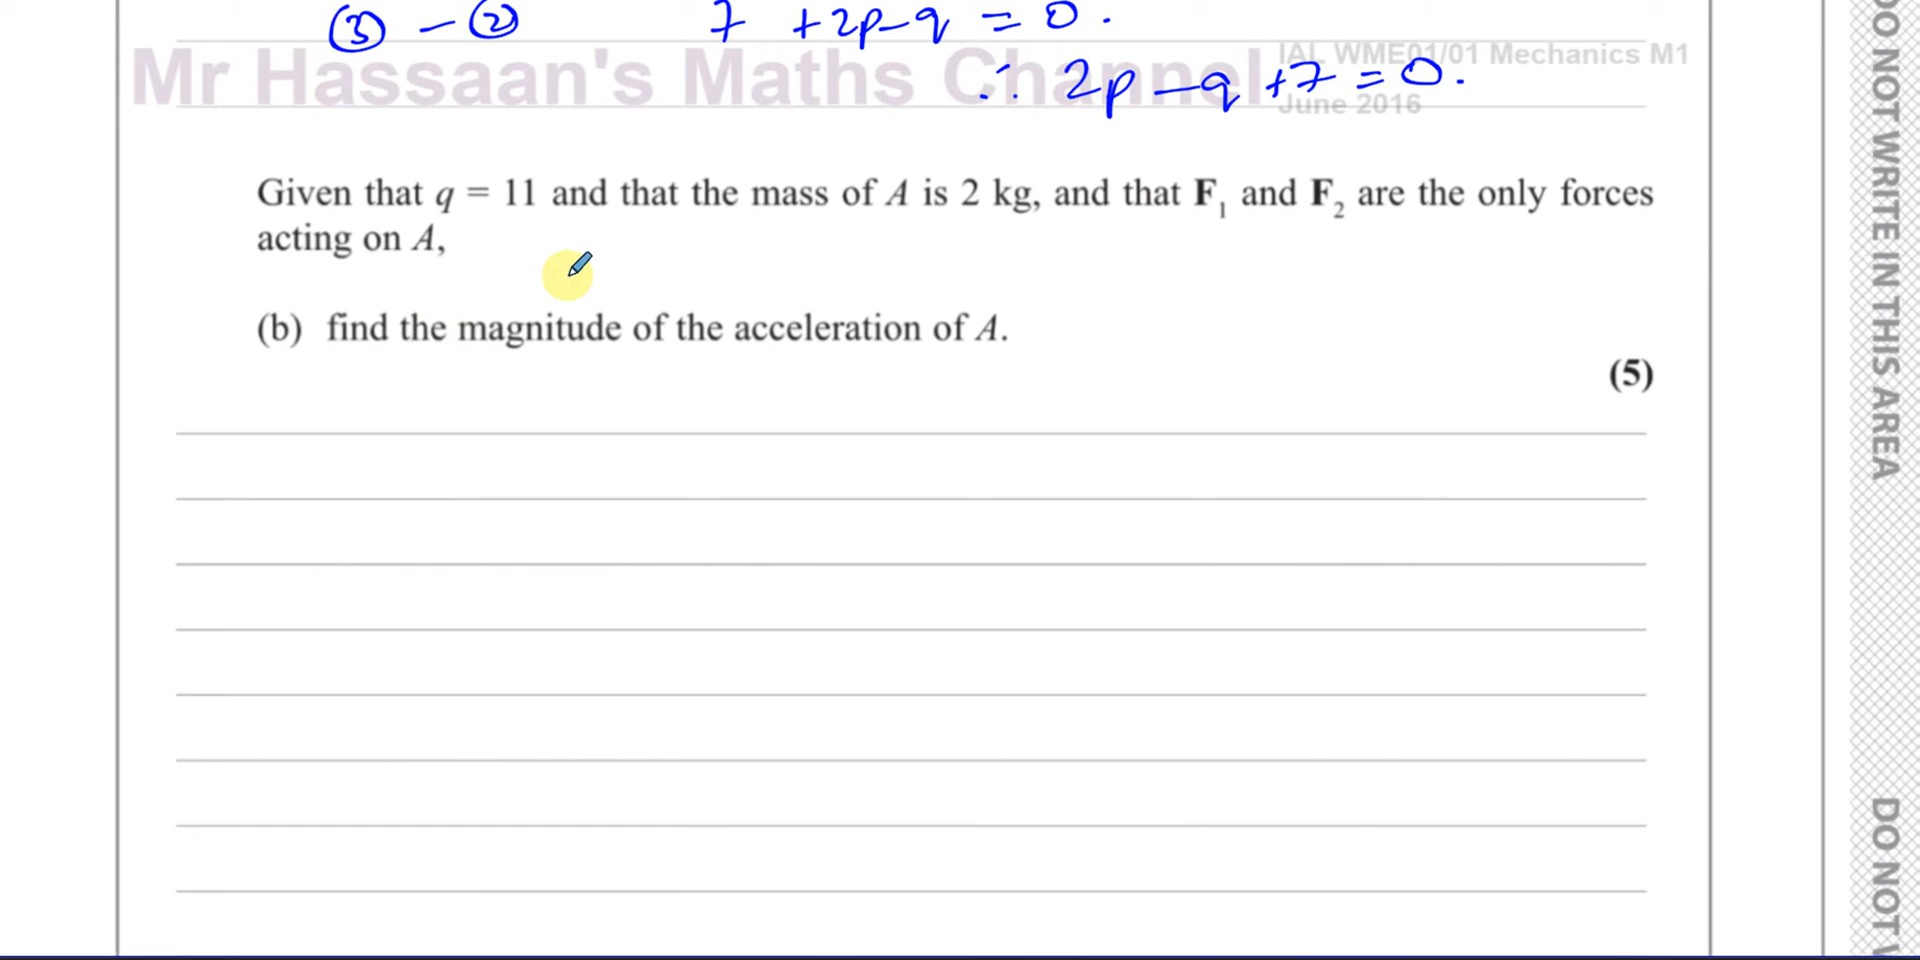 ③ - ② 7 + 2p - q = 0.
Mr Hassaan's Maths Channel
IAL WME01/01 Mechanics M1
∴ 2p - q + 7 = 0.
June 2016
Given that q = 11 and that the mass of A is 2 kg, and that F₁ and F₂ are the only forces
acting on A,
(b) find the magnitude of the acceleration of A.
(5)
DO NOT WRITE IN THIS AREA
DO NOT